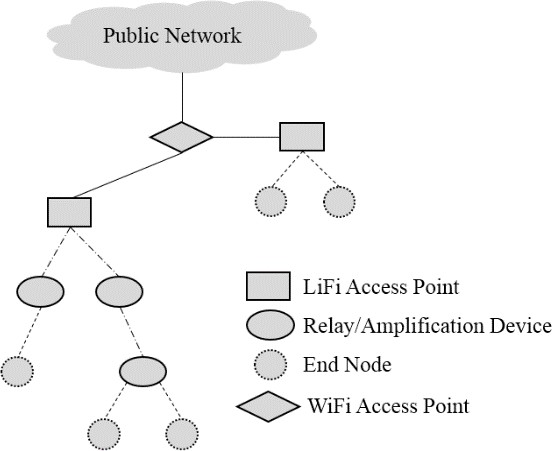 Public Network
LiFi Access Point
Relay/Amplification Device
End Node
WiFi Access Point